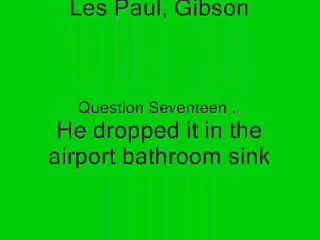 Les Paul, Gibson
Question Seventeen ..
He dropped it in the
airport bathroom sink